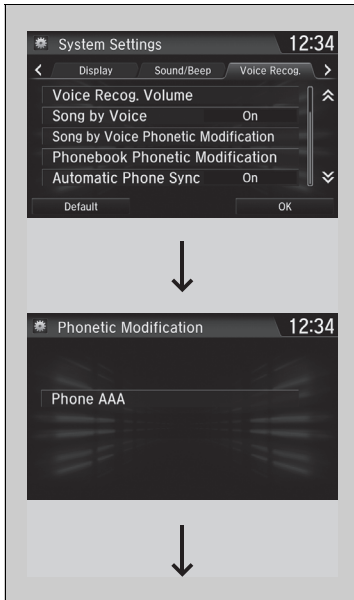 System Settings 12:34
< Display Sound/Beep Voice Recog. >
Voice Recog. Volume
Song by Voice On
Song by Voice Phonetic Modification
Phonebook Phonetic Modification
Automatic Phone Sync On
Default OK
Phonetic Modification 12:34
Phone AAA